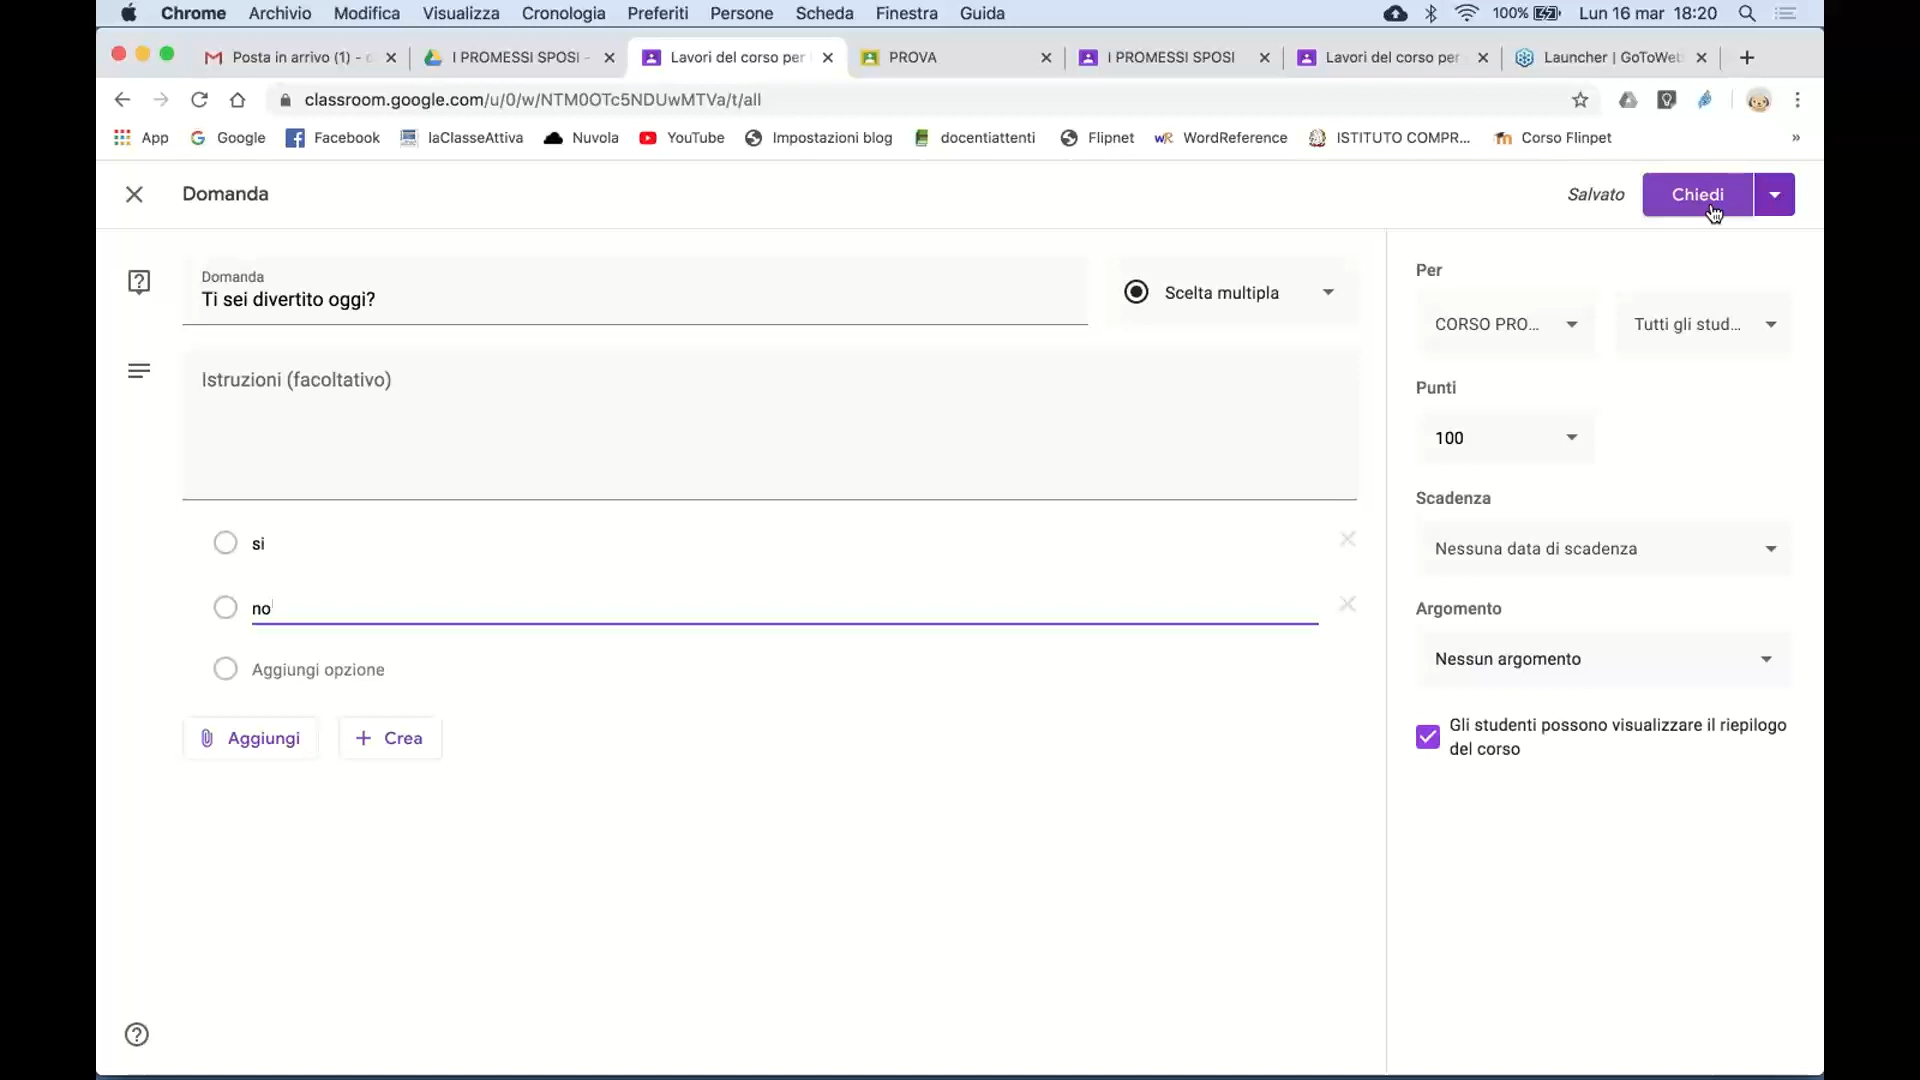 Chrome Archivio Modifica Visualizza Cronologia Preferiti Persone Scheda Finestra Guida 100% Lun 16 mar 18:20
Posta in arrivo (1) - I PROMESSI SPOSI - Lavori del corso per PROVA I PROMESSI SPOSI Lavori del corso per Launcher | GoToWeb
classroom.google.com/u/0/w/NTM0OTc5NDUwMTVa/t/all
App Google Facebook laClasseAttiva Nuvola YouTube Impostazioni blog docentiattenti Flipnet WordReference ISTITUTO COMPR... Corso Flinpet »
Domanda Salvato Chiedi
Domanda
Ti sei divertito oggi?
Scelta multipla
Istruzioni (facoltativo)
si
no
Aggiungi opzione
Aggiungi + Crea
Per
CORSO PRO... Tutti gli stud...
Punti
100
Scadenza
Nessuna data di scadenza
Argomento
Nessun argomento
Gli studenti possono visualizzare il riepilogo
del corso